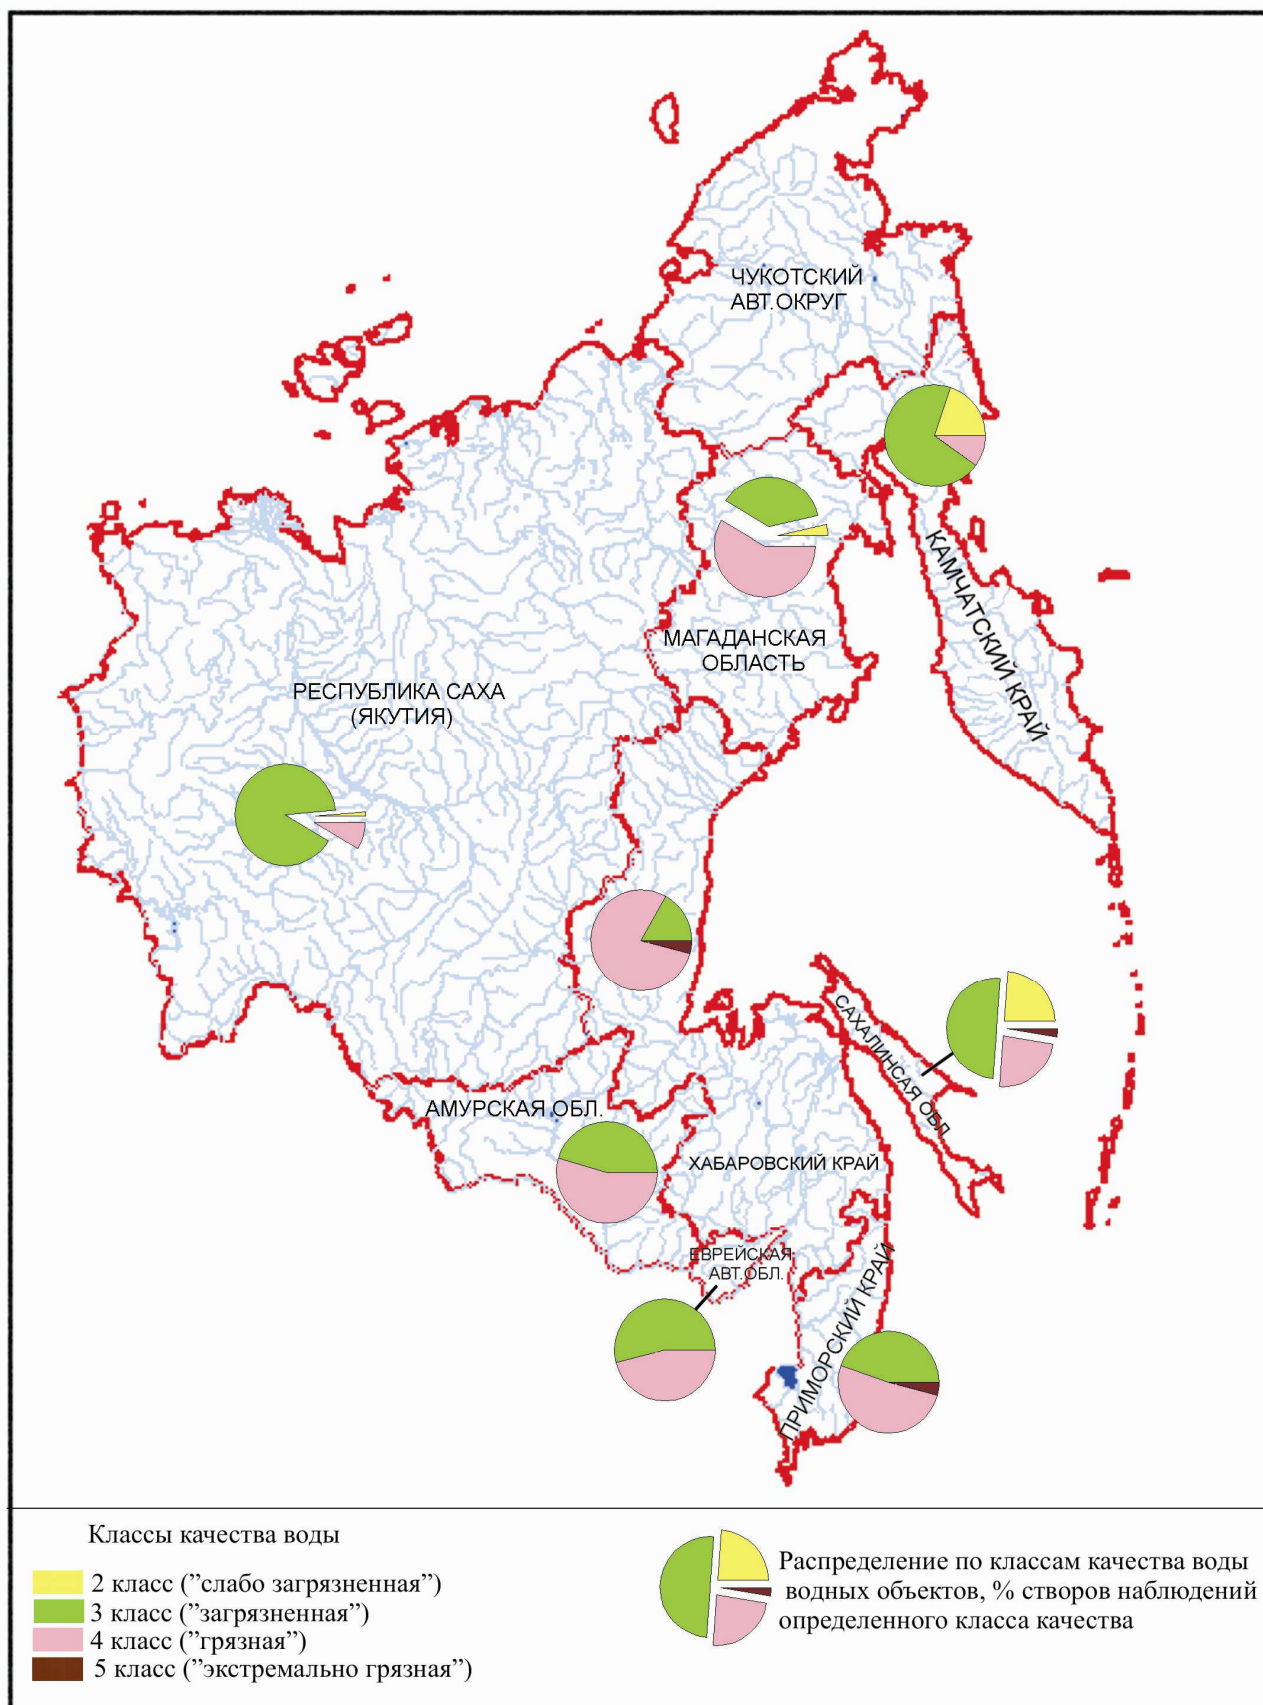 ЧУКОТСКИЙ
АВТ.ОКРУГ
КАМЧАТСКИЙ КРАЙ
МАГАДАНСКАЯ
ОБЛАСТЬ
РЕСПУБЛИКА САХА
(ЯКУТИЯ)
САХАЛИНСАЯ ОБЛ
АМУРСКАЯ ОБЛ.
ХАБАРОВСКИЙ КРАЙ
ЕВРЕЙСКАЯ
АВТ.ОБЛ.
ПРИМОРСКИЙ КРАЙ
Классы качества воды
2 класс ("слабо загрязненная")
3 класс ("загрязненная")
4 класс ("грязная")
5 класс ("экстремально грязная")
Распределение по классам качества воды
водных объектов, % створов наблюдений
определенного класса качества